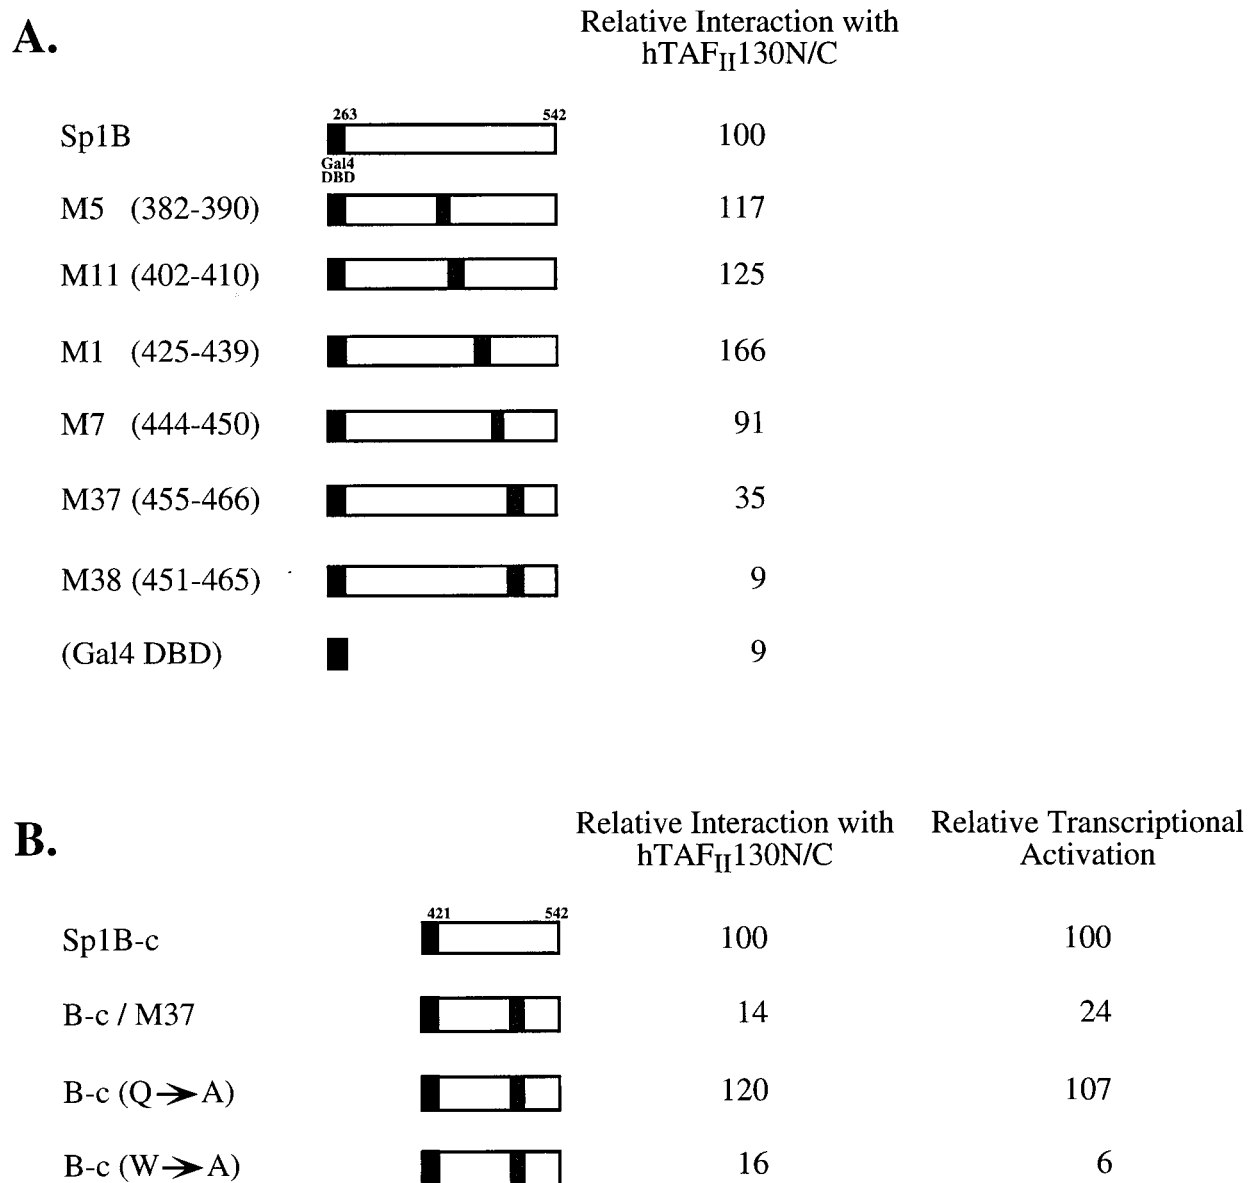 A.
Relative Interaction with
hTAFII130N/C
263 542
Sp1B 100
Gal4
DBD
M5 (382-390) 117
M11 (402-410) 125
M1 (425-439) 166
M7 (444-450) 91
M37 (455-466) 35
M38 (451-465) 9
(Gal4 DBD) 9
B.
Relative Interaction with
hTAFII130N/C
Relative Transcriptional
Activation
421 542
Sp1B-c 100 100
B-c / M37 14 24
B-c (Q→A) 120 107
B-c (W→A) 16 6